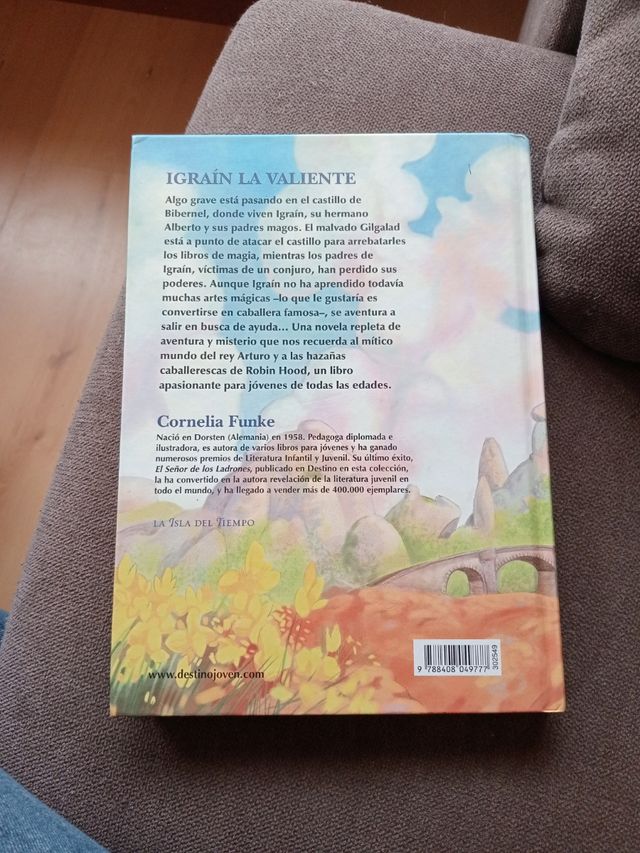 IGRAÍN LA VALIENTE
Algo grave está pasando en el castillo de
Bibernel, donde viven Igraín, su hermano
Alberto y sus padres magos. El malvado Gilgalad
está a punto de atacar el castillo para arrebatarles
los libros de magia, mientras los padres de
Igraín, víctimas de un conjuro, han perdido sus
poderes. Aunque Igraín no ha aprendido todavía
muchas artes mágicas –lo que le gustaría es
convertirse en caballera famosa–, se aventura a
salir en busca de ayuda... Una novela repleta de
aventura y misterio que nos recuerda al mítico
mundo del rey Arturo y a las hazañas
caballerescas de Robin Hood, un libro
apasionante para jóvenes de todas las edades.
Cornelia Funke
Nació en Dorsten (Alemania) en 1958. Pedagoga diplomada e
ilustradora, es autora de varios libros para jóvenes y ha ganado
numerosos premios de Literatura Infantil y Juvenil. Su último éxito,
El Señor de los Ladrones, publicado en Destino en esta colección,
la ha convertido en la autora revelación de la literatura juvenil en
todo el mundo, y ha llegado a vender más de 400.000 ejemplares.
LA ISLA DEL TIEMPO
www.destinojoven.com
9 788408 049777
302549